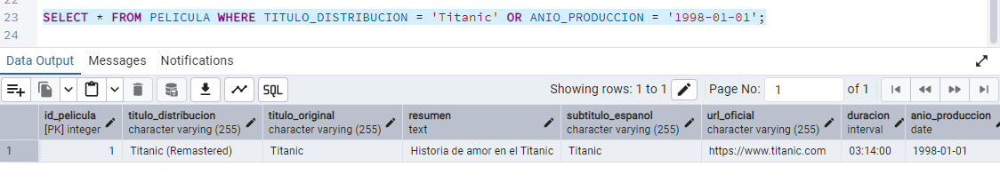 22
23 SELECT * FROM PELICULA WHERE TITULO_DISTRIBUCION = 'Titanic' OR ANIO_PRODUCCION = '1998-01-01';
24
Data Output Messages Notifications
SQL Showing rows: 1 to 1 Page No: 1 of 1
id_pelicula titulo_distribucion titulo_original resumen subtitulo_espanol url_oficial duracion anio_produccion
[PK] integer character varying (255) character varying (255) text character varying (255) character varying (255) interval date
1 1 Titanic (Remastered) Titanic Historia de amor en el Titanic Titanic https://www.titanic.com 03:14:00 1998-01-01